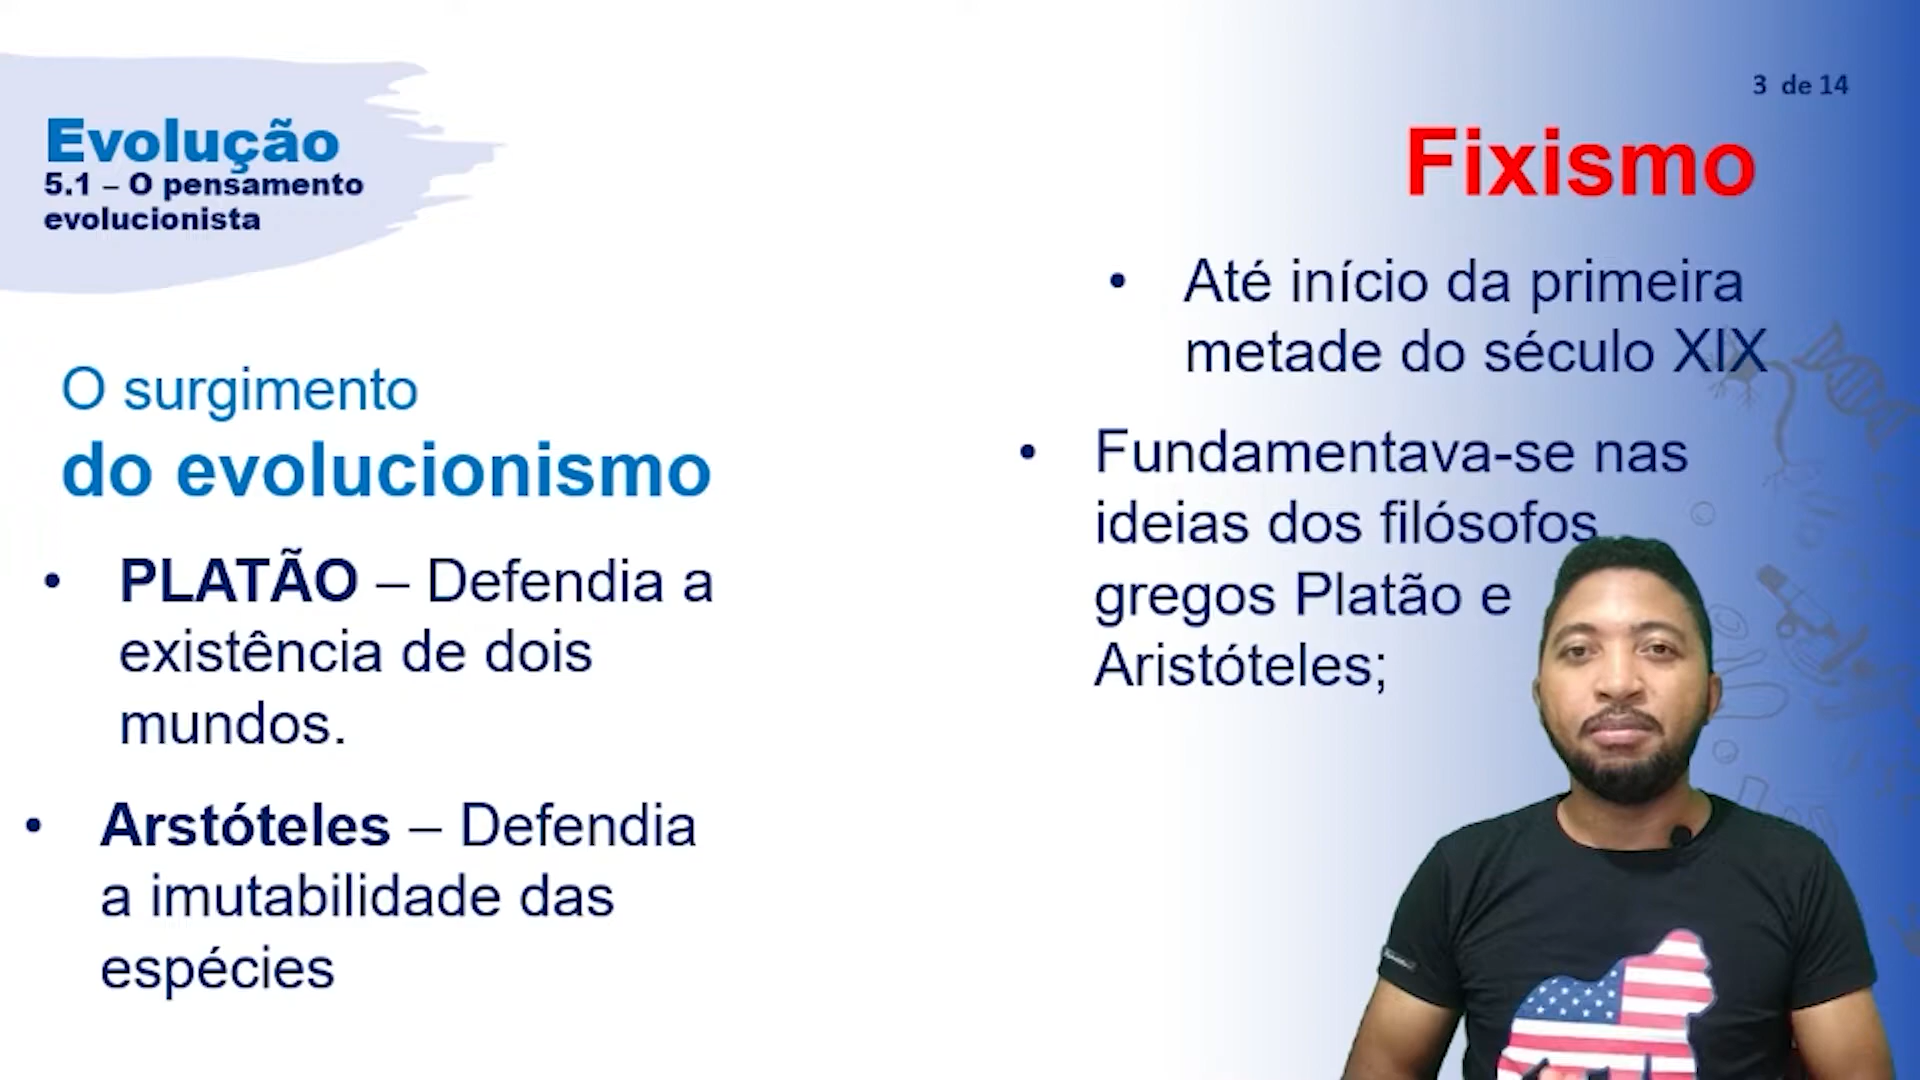 3 de 14
Evolução
5.1 – O pensamento
evolucionista
O surgimento
do evolucionismo
• PLATÃO – Defendia a
existência de dois
mundos.
• Arstóteles – Defendia
a imutabilidade das
espécies
Fixismo
• Até início da primeira
metade do século XIX
• Fundamentava-se nas
ideias dos filósofos
gregos Platão e
Aristóteles;